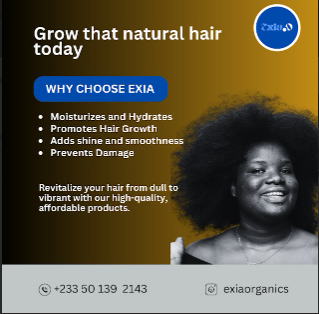 Grow that natural hair
today
Exia
WHY CHOOSE EXIA
Moisturizes and Hydrates
Promotes Hair Growth
Adds shine and smoothness
Prevents Damage
Revitalize your hair from dull to
vibrant with our high-quality,
affordable products.
+233 50 139 2143
exiaorganics